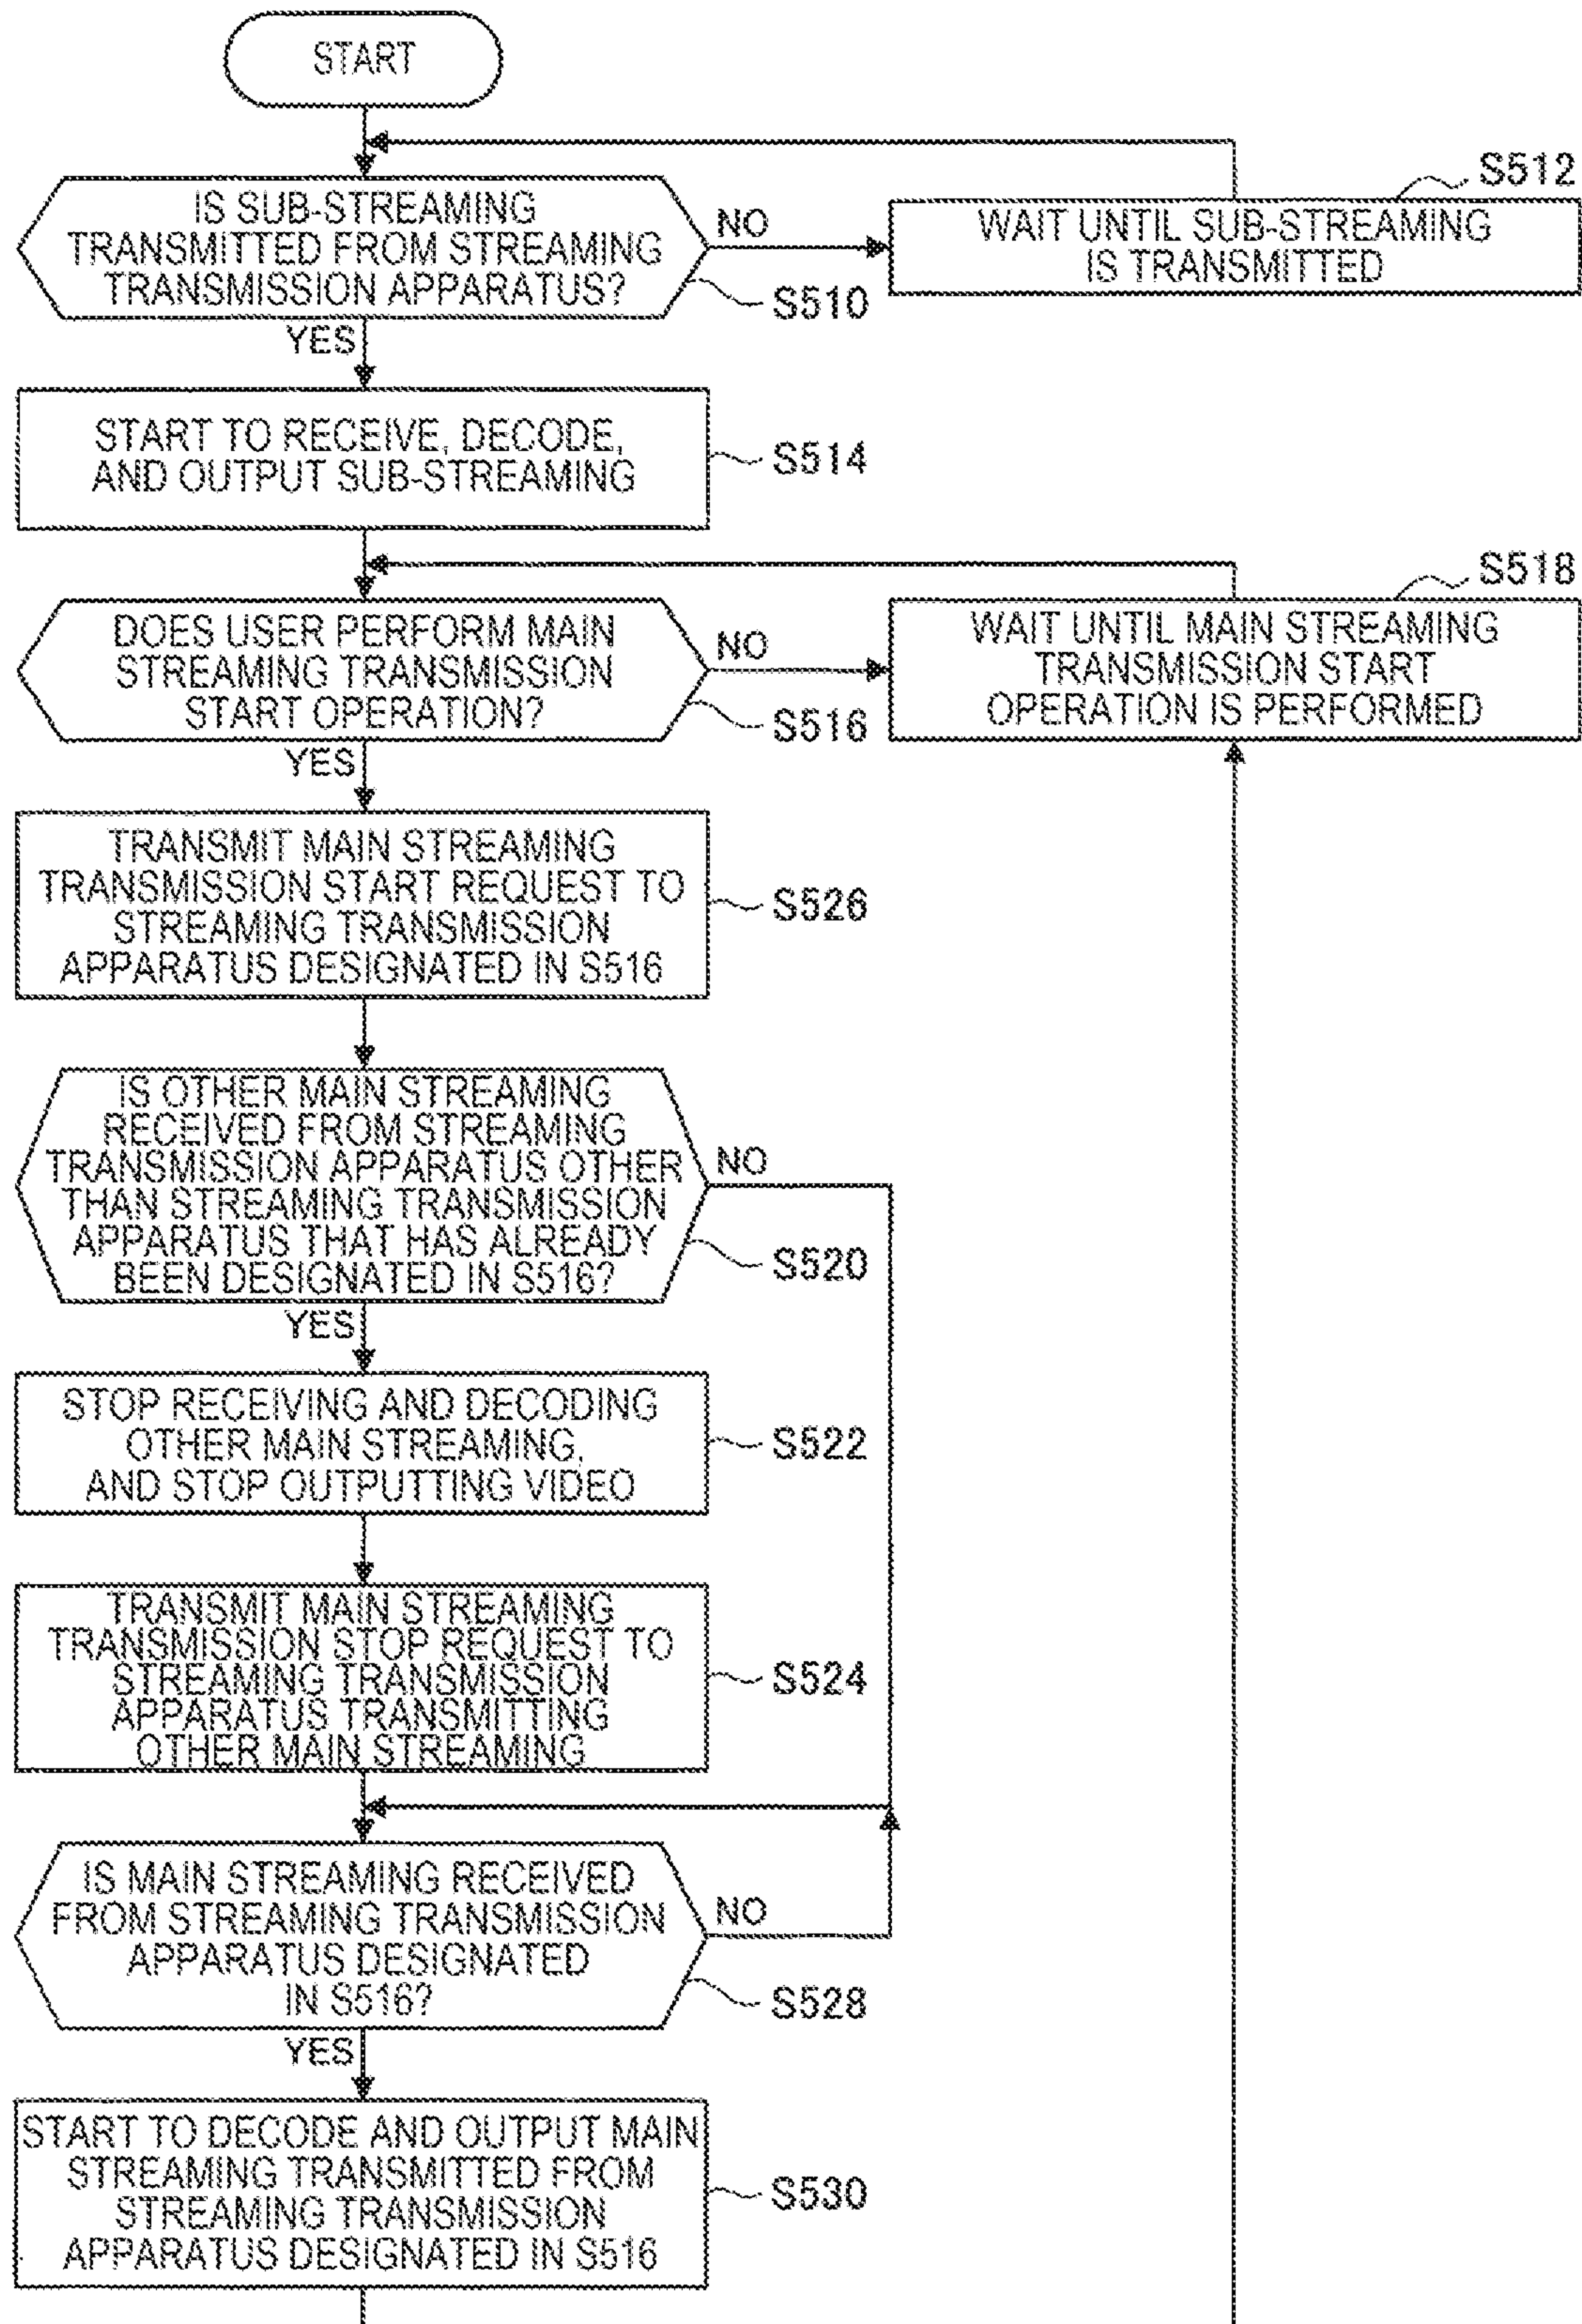 START
IS SUB-STREAMING
TRANSMITTED FROM STREAMING
TRANSMISSION APPARATUS?
S510
NO
YES
WAIT UNTIL SUB-STREAMING
IS TRANSMITTED
S512
START TO RECEIVE, DECODE,
AND OUTPUT SUB-STREAMING
S514
DOES USER PERFORM MAIN
STREAMING TRANSMISSION
START OPERATION?
S516
NO
YES
WAIT UNTIL MAIN STREAMING
TRANSMISSION START
OPERATION IS PERFORMED
S518
TRANSMIT MAIN STREAMING
TRANSMISSION START REQUEST TO
STREAMING TRANSMISSION
APPARATUS DESIGNATED IN S516
S526
IS OTHER MAIN STREAMING
RECEIVED FROM STREAMING
TRANSMISSION APPARATUS OTHER
THAN STREAMING TRANSMISSION
APPARATUS THAT HAS ALREADY
BEEN DESIGNATED IN S516?
S520
NO
YES
STOP RECEIVING AND DECODING
OTHER MAIN STREAMING,
AND STOP OUTPUTTING VIDEO
S522
TRANSMIT MAIN STREAMING
TRANSMISSION STOP REQUEST TO
STREAMING TRANSMISSION
APPARATUS TRANSMITTING
OTHER MAIN STREAMING
S524
IS MAIN STREAMING RECEIVED
FROM STREAMING TRANSMISSION
APPARATUS DESIGNATED
IN S516?
S528
NO
YES
START TO DECODE AND OUTPUT MAIN
STREAMING TRANSMITTED FROM
STREAMING TRANSMISSION
APPARATUS DESIGNATED IN S516
S530